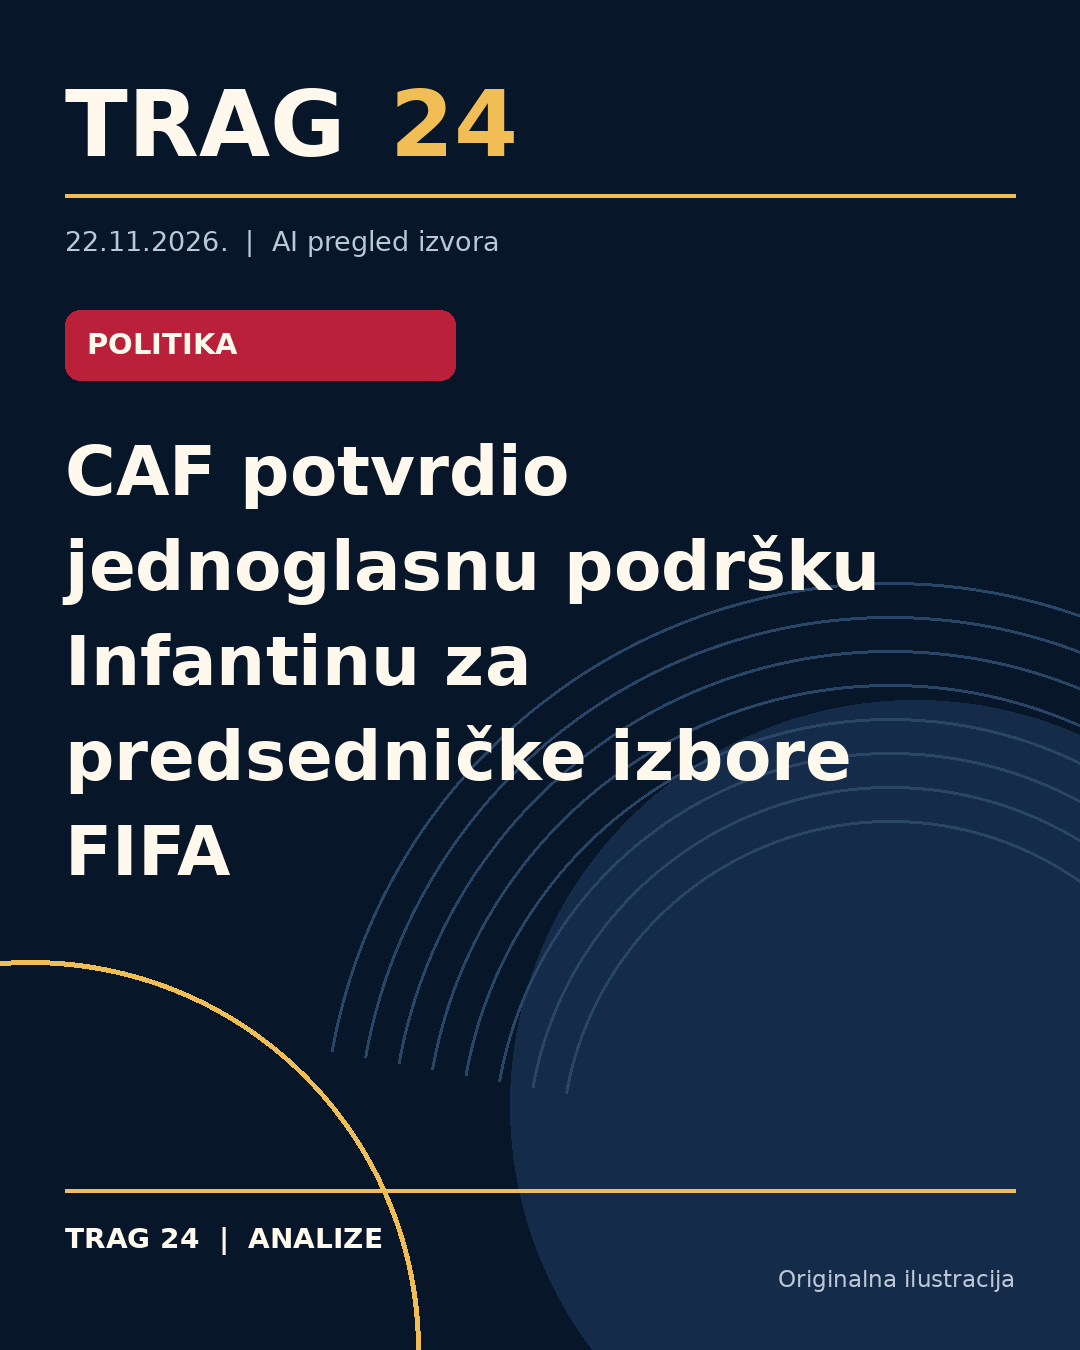 TRAG 24
22.11.2026. | AI pregled izvora
POLITIKA
CAF potvrdio
jednoglasnu podršku
Infantinu za
predsedničke izbore
FIFA
TRAG 24 | ANALIZE
Originalna ilustracija